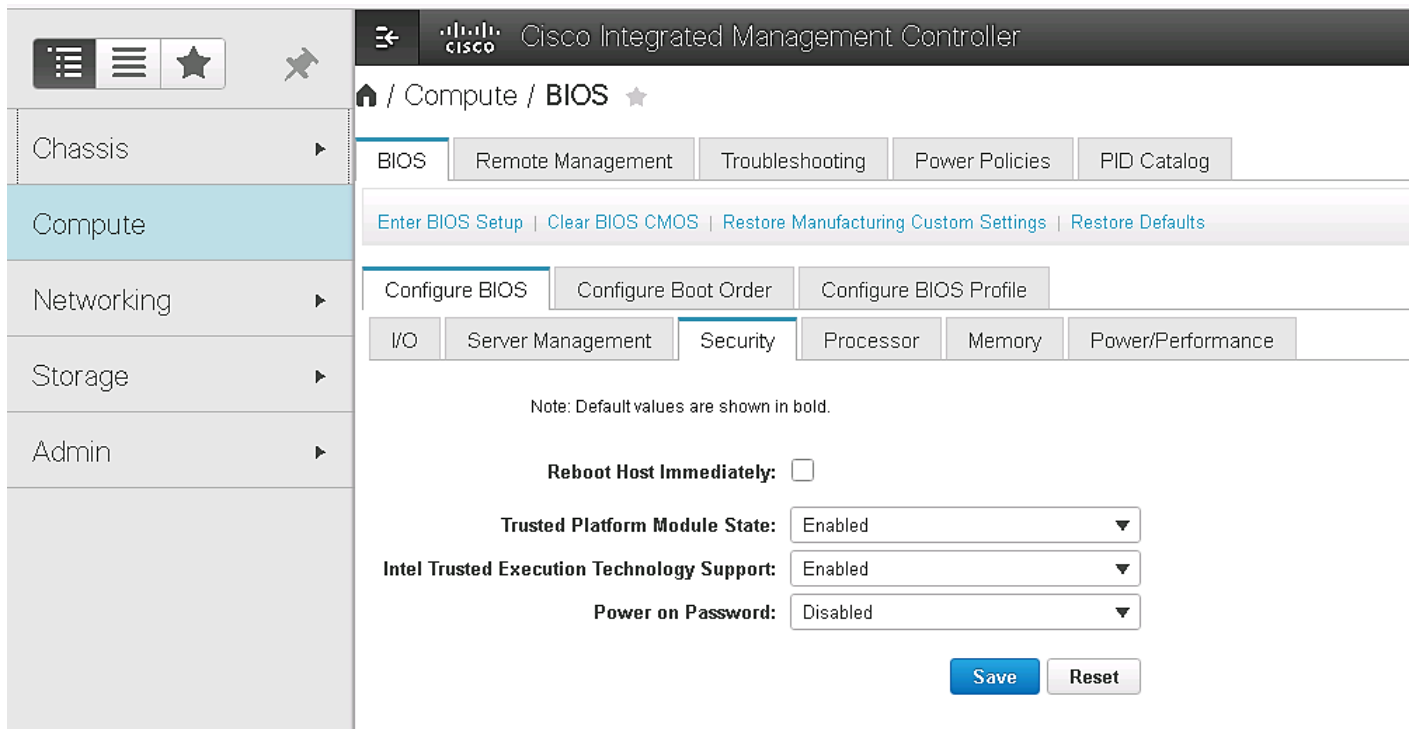 cisco Cisco Integrated Management Controller
/ Compute / BIOS
Chassis
Compute
Networking
Storage
Admin
BIOS Remote Management Troubleshooting Power Policies PID Catalog
Enter BIOS Setup | Clear BIOS CMOS | Restore Manufacturing Custom Settings | Restore Defaults
Configure BIOS Configure Boot Order Configure BIOS Profile
I/O Server Management Security Processor Memory Power/Performance
Note: Default values are shown in bold.
Reboot Host Immediately:
Trusted Platform Module State: Enabled
Intel Trusted Execution Technology Support: Enabled
Power on Password: Disabled
Save Reset